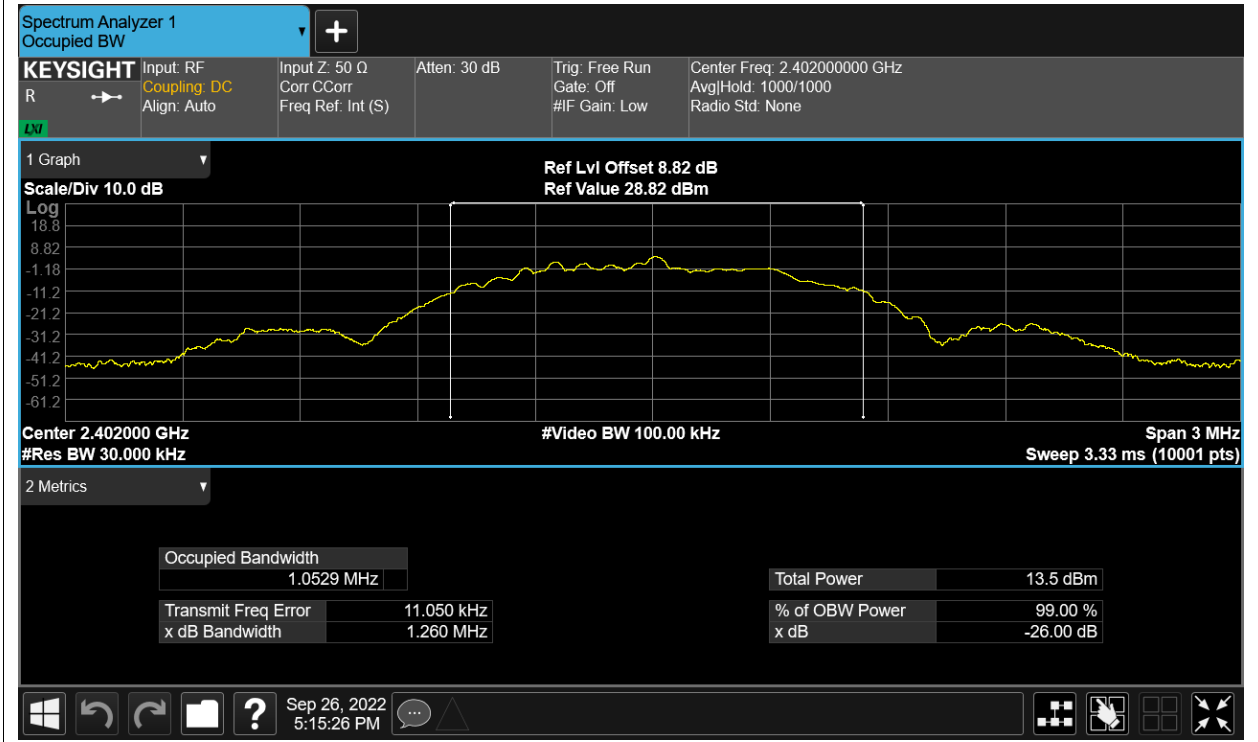 Spectrum Analyzer 1
Occupied BW
KEYSIGHT
R
LXI
Input: RF
Coupling: DC
Align: Auto
Input Z: 50 Ω
Corr CCorr
Freq Ref: Int (S)
Atten: 30 dB
Trig: Free Run
Gate: Off
#IF Gain: Low
Center Freq: 2.402000000 GHz
Avg|Hold: 1000/1000
Radio Std: None
1 Graph
Scale/Div 10.0 dB
Ref Lvl Offset 8.82 dB
Ref Value 28.82 dBm
Log
18.8
8.82
-1.18
-11.2
-21.2
-31.2
-41.2
-51.2
-61.2
Center 2.402000 GHz
#Video BW 100.00 kHz
Span 3 MHz
#Res BW 30.000 kHz
Sweep 3.33 ms (10001 pts)
2 Metrics
Occupied Bandwidth
1.0529 MHz
Total Power 13.5 dBm
Transmit Freq Error 11.050 kHz
% of OBW Power 99.00 %
x dB Bandwidth 1.260 MHz
x dB -26.00 dB
?
Sep 26, 2022
5:15:26 PM